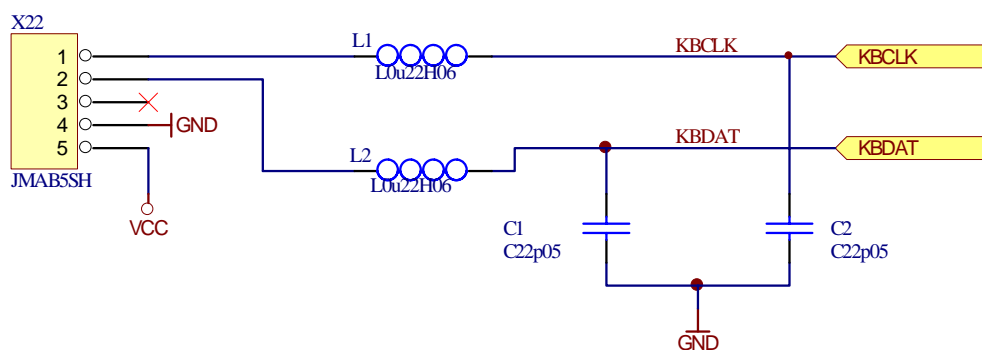 X22
1
2
3
4
5
JMAB5SH
GND
VCC
L1
L0u22H06
L2
L0u22H06
KBCLK
KBCLK
KBDAT
KBDAT
C1
C22p05
C2
C22p05
GND